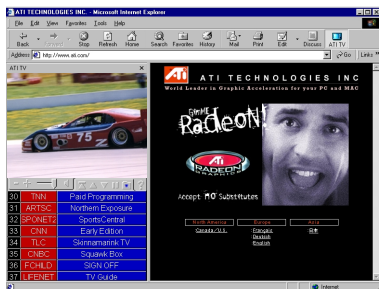 ATI TECHNOLOGIES INC. - Microsoft Internet Explorer
File Edit View Favorites Tools Help
Back Forward Stop Refresh Home Search Favorites History Mail Print Edit Discuss ATI TV
Address http://www.ati.com/ Go Links
ATI TV
75
30 TNN Paid Programming
31 ARTSC Northern Exposure
32 SPONET2 SportsCentral
33 CNN Early Edition
34 TLC Skinnamarink TV
35 CNBC Squawk Box
36 FCHILD SIGN OFF
37 LIFENET TV Guide
ATI
ATI TECHNOLOGIES INC
World Leader in Graphic Acceleration for your PC and MAC
GIMME
RADEON!
ATI
RADEON
GRAPHICS
Accept NO Substitutes
North America Europe Asia
Canada/U.S. Français 日本
Deutsch
English
Internet